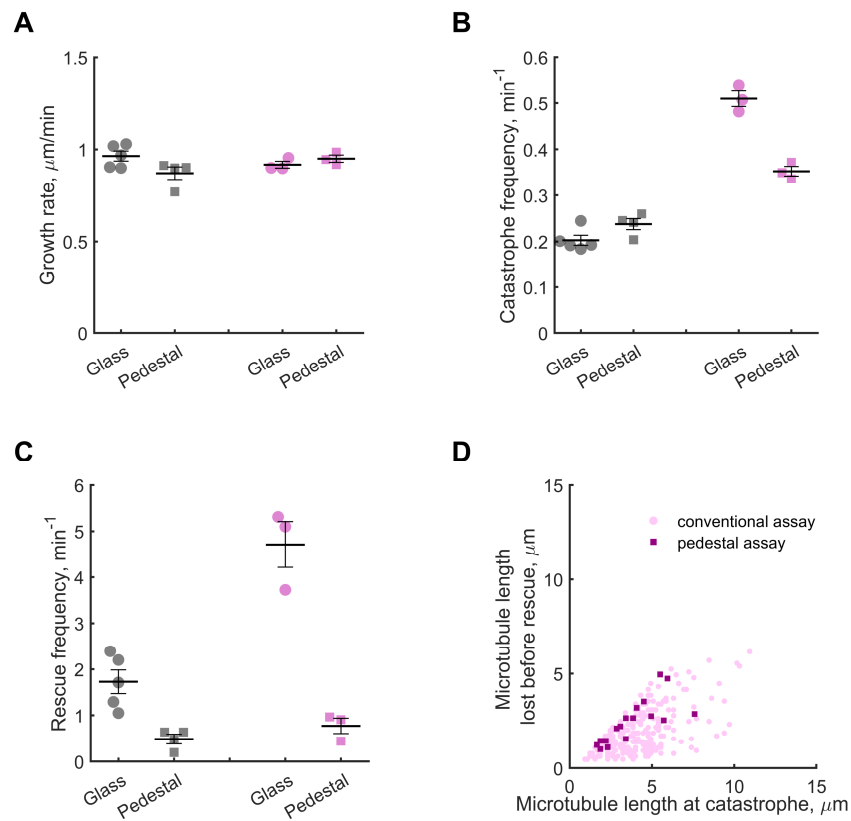 A
Growth rate, μm/min
1.5
1
0.5
0
Glass
Pedestal
Glass
Pedestal
B
Catastrophe frequency, min⁻¹
0.6
0.5
0.4
0.3
0.2
0.1
0
Glass
Pedestal
Glass
Pedestal
C
Rescue frequency, min⁻¹
6
5
4
3
2
1
0
Glass
Pedestal
Glass
Pedestal
D
Microtubule length
lost before rescue, μm
15
10
5
0
conventional assay
pedestal assay
0
5
10
15
Microtubule length at catastrophe, μm